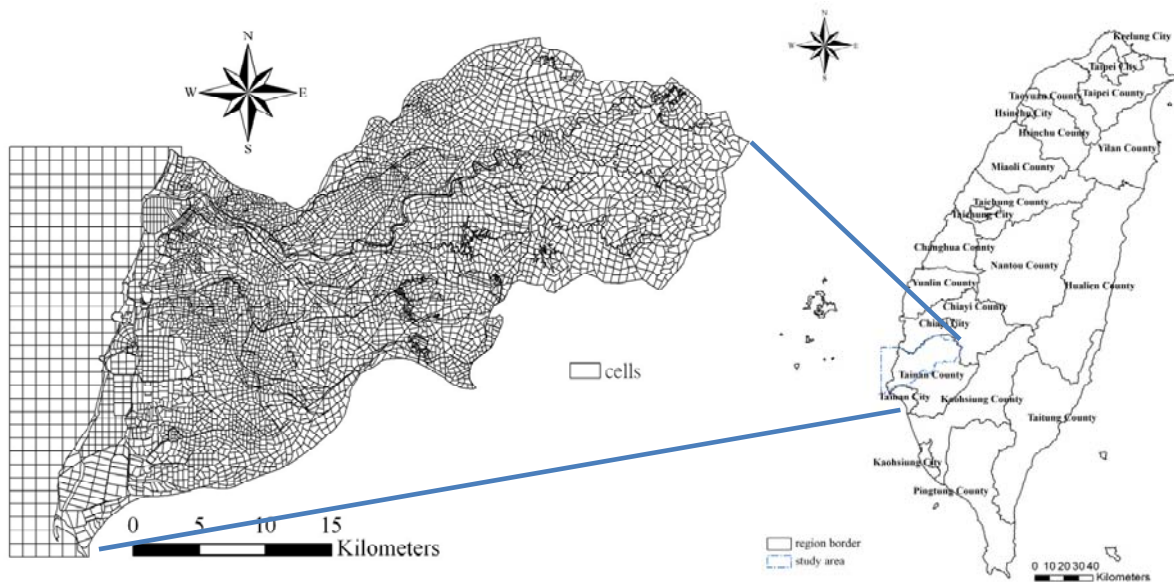 N
W E
S
cells
0 5 10 15
Kilometers
N
W E
S
Keelung City
Taipei City
Taoyuan County
Taipei County
Hsinchu City
Hsinchu County
Yilan County
Miaoli County
Taichung County
Taichung City
Changhua County
Nantou County
Yunlin County
Hualien County
Chiayi County
Chiayi City
Tainan County
Tainan City
Kaohsiung County
Taitung County
Kaohsiung City
Pingtung County
region border
study area
0 10 20 30 40
Kilometers